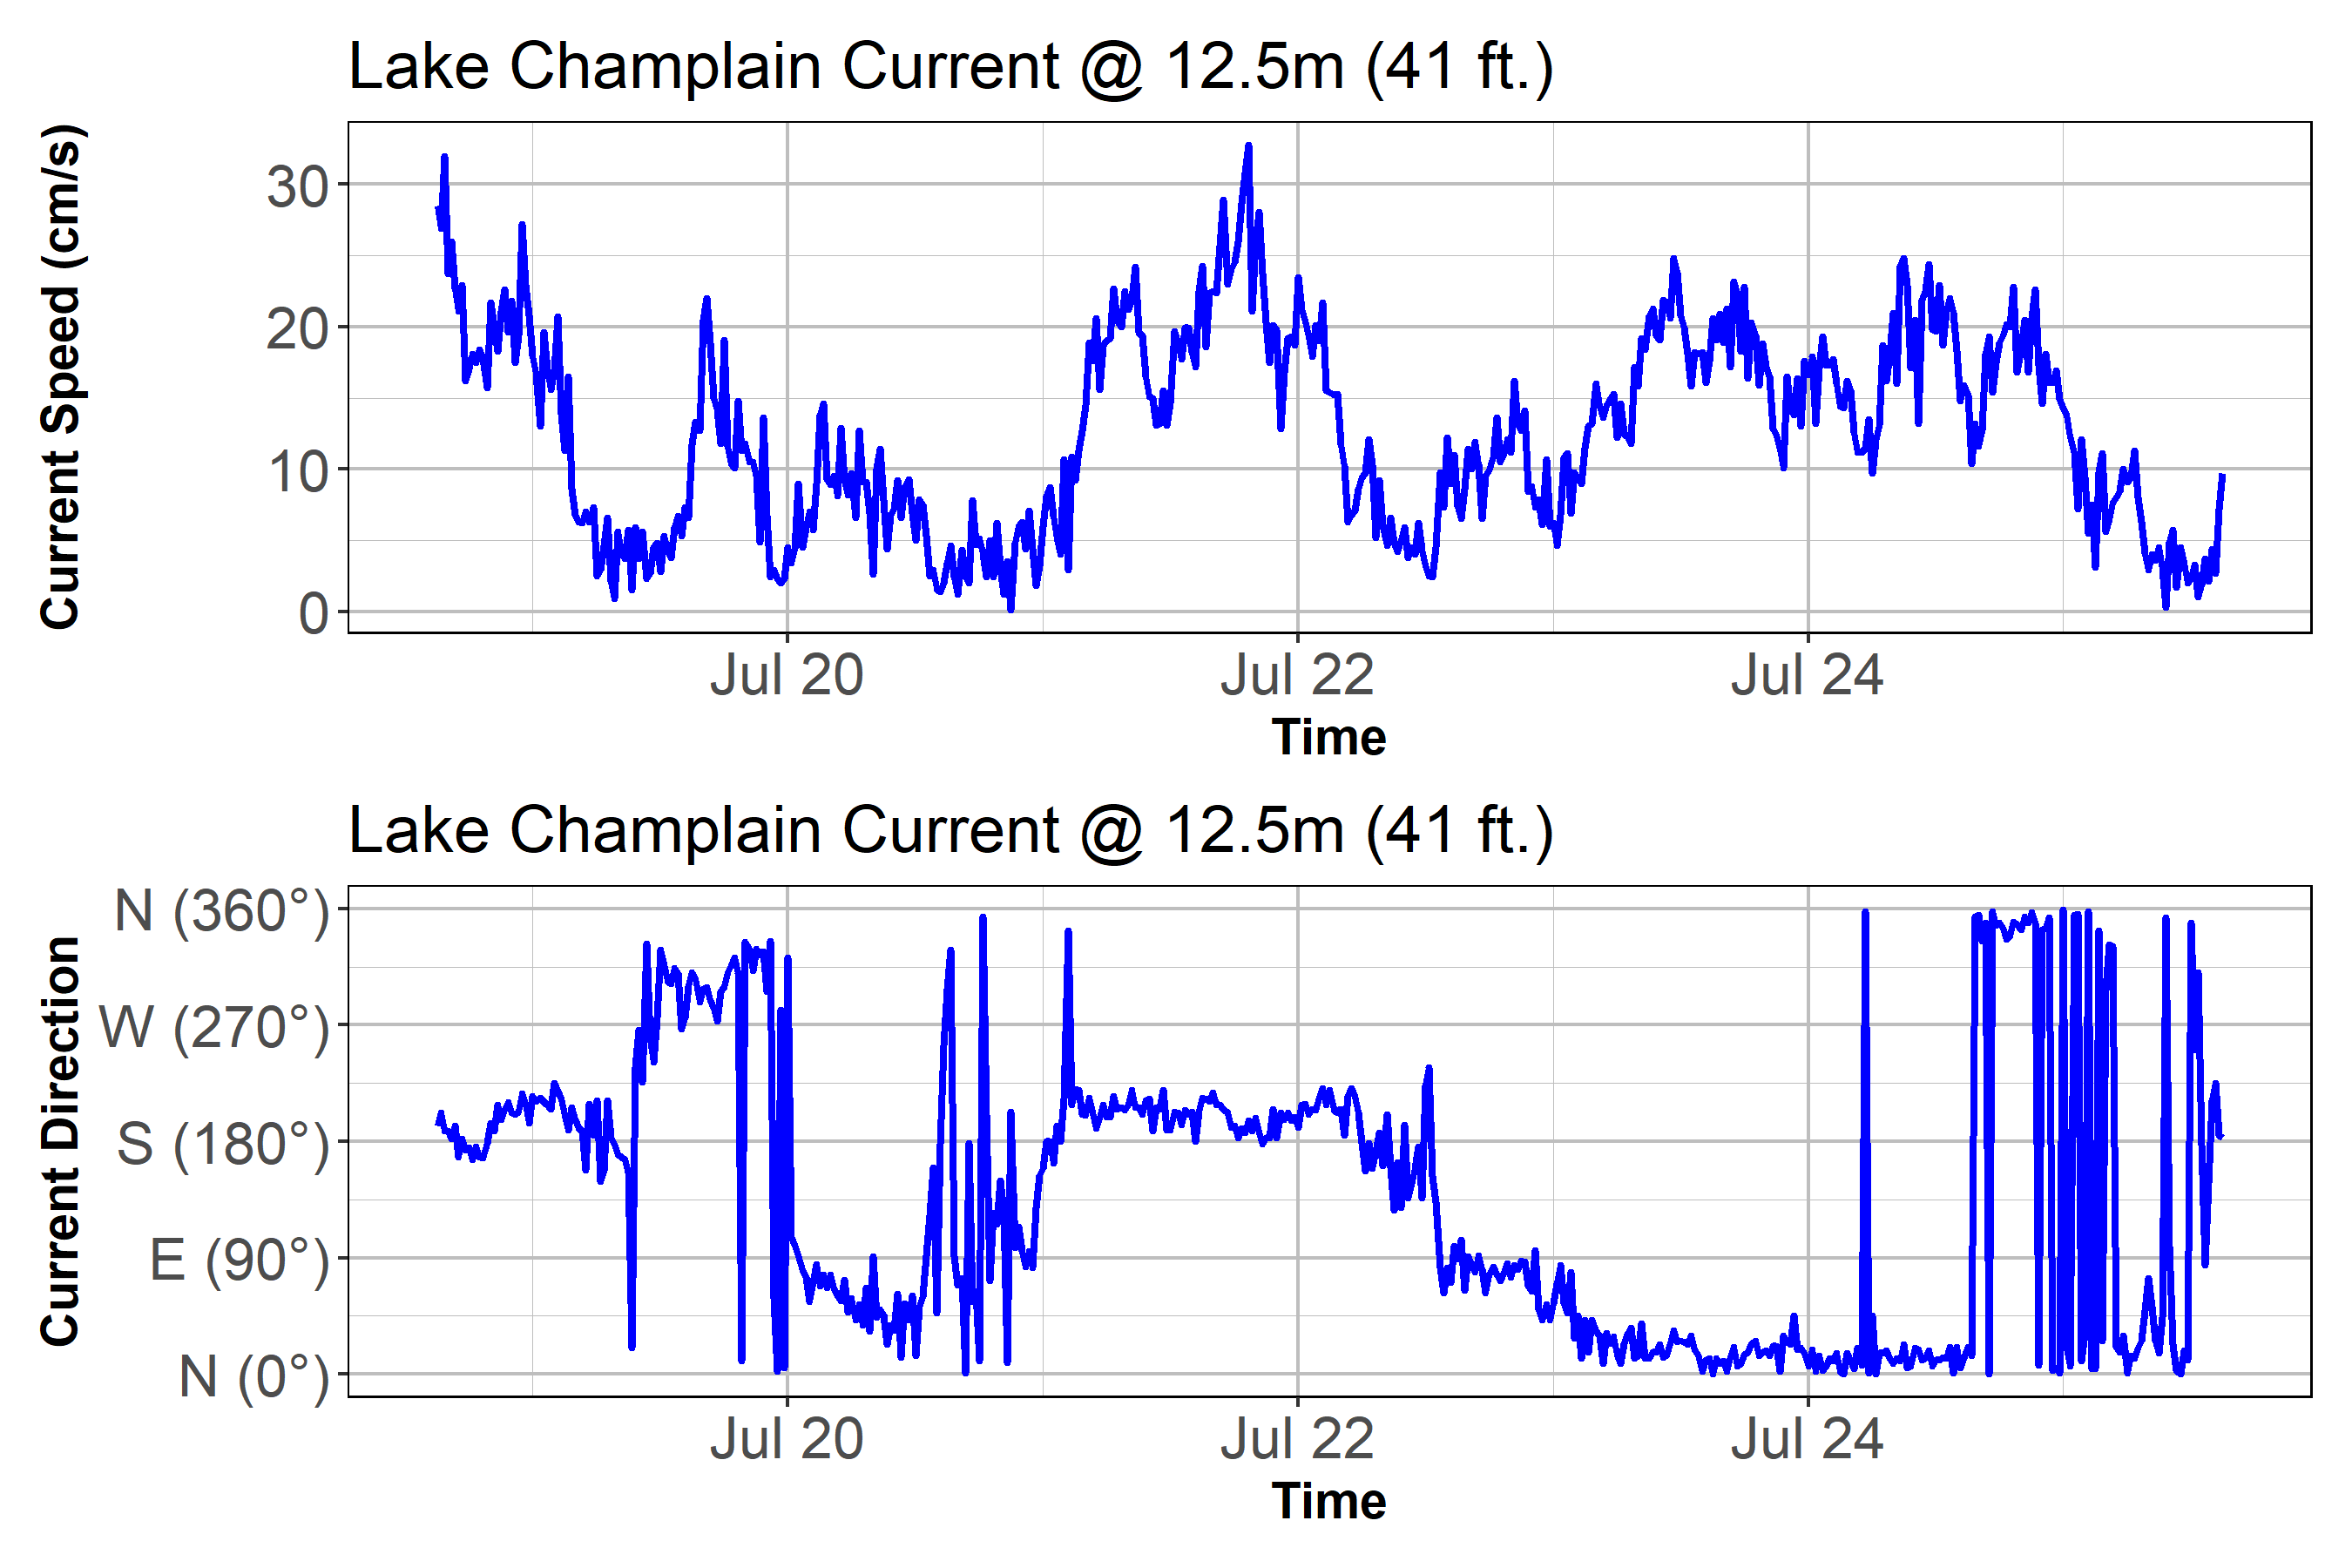 Lake Champlain Current @ 12.5m (41 ft.)
Current Speed (cm/s)
30
20
10
0
Jul 20 Jul 22 Jul 24
Time
Lake Champlain Current @ 12.5m (41 ft.)
Current Direction
N (360°)
W (270°)
S (180°)
E (90°)
N (0°)
Jul 20 Jul 22 Jul 24
Time